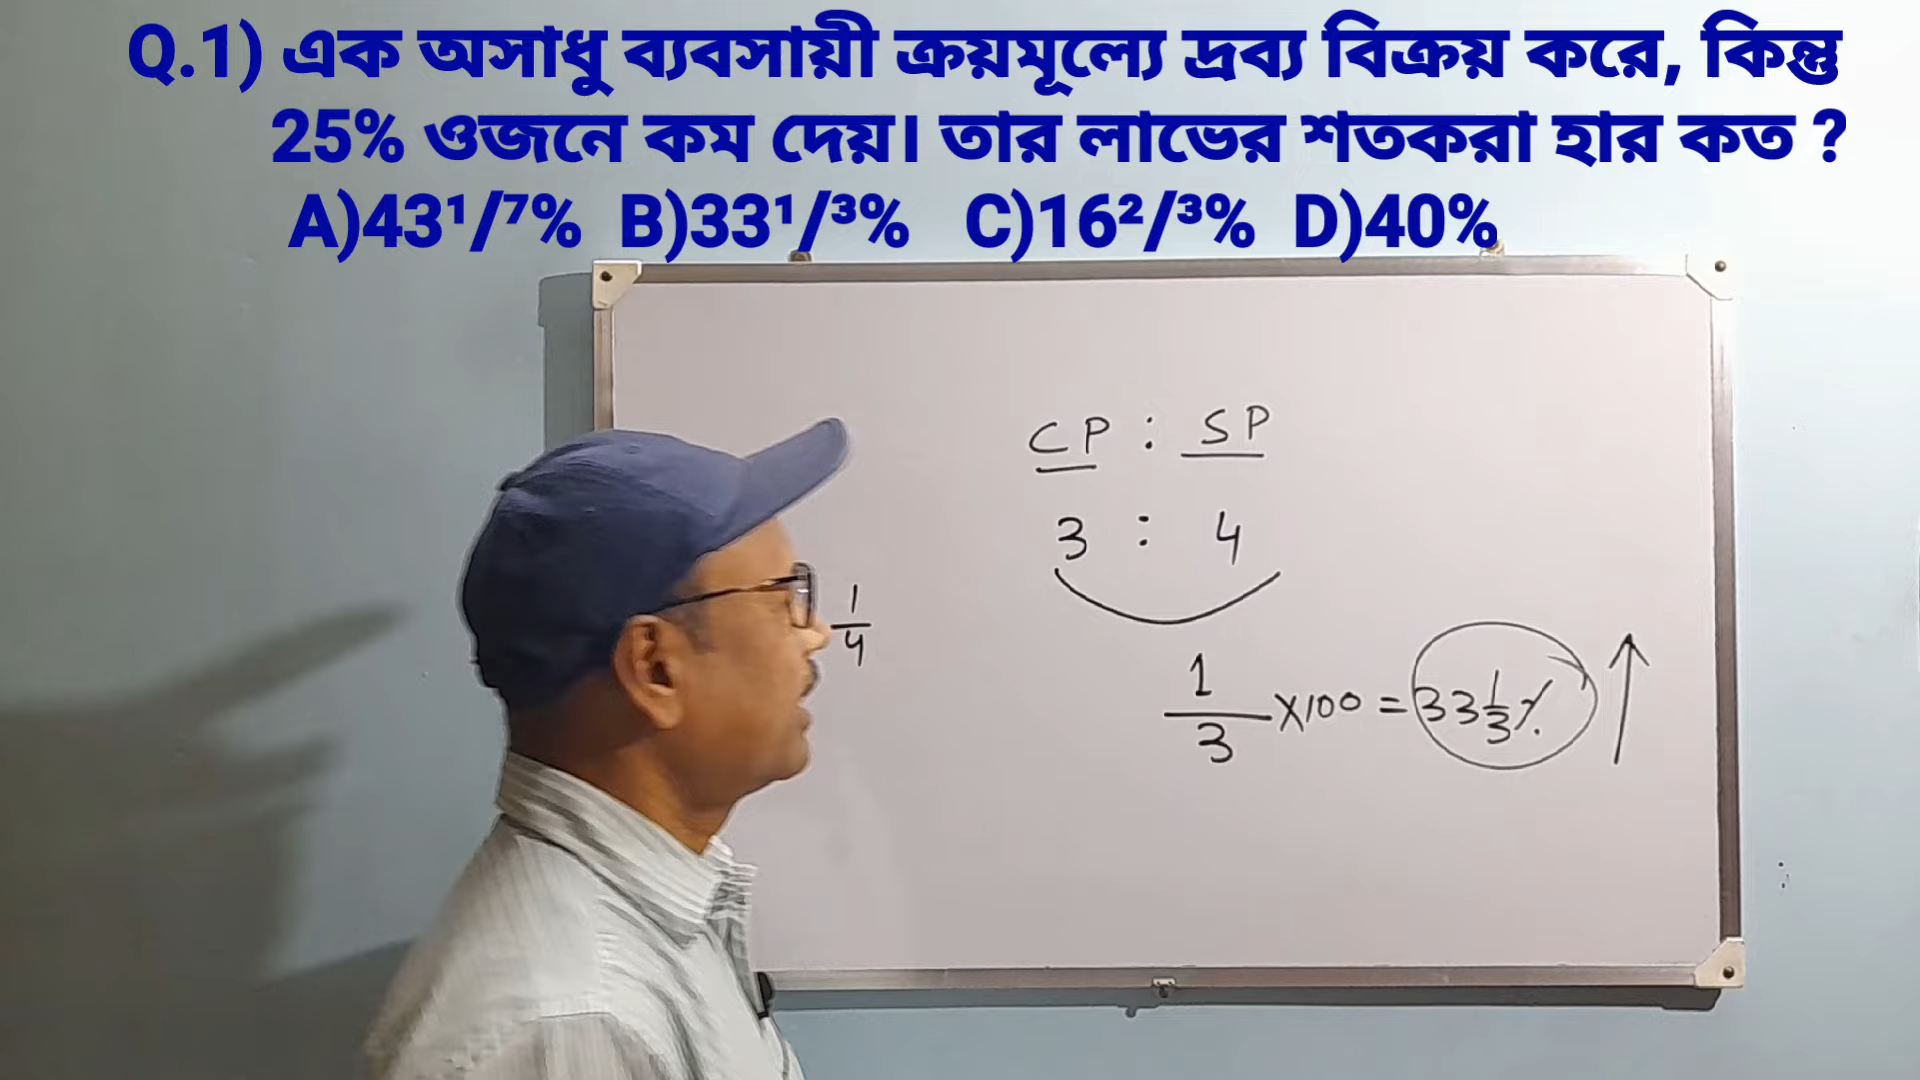 Q.1) এক অসাধু ব্যবসায়ী ক্রয়মূল্যে দ্রব্য বিক্রয় করে, কিন্তু
25% ওজনে কম দেয়। তার লাভের শতকরা হার কত ?
A)43¹/⁷% B)33¹/³% C)16²/³% D)40%
CP : SP
3 : 4
1/4
1/3 X100 = 33 1/3 %